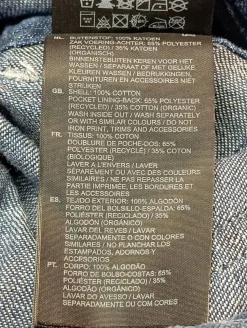 NL. BUITENSTOF: 100% KATOEN
ZAK VOERING ACHTER: 65% POLYESTER
(RECYCLED) / 35% KATOEN
(ORGANISCH)
BINNENSTEBUITEN KEREN VOOR HET
WASSEN / SEPARAAT OF MET GELIJKE
KLEUREN WASSEN / BEDRUKKINGEN,
FRANJES EN ACCESSOIRES NIET
STRIJKEN
GB. SHELL: 100% COTTON
POCKET LINING-BACK: 65% POLYESTER
(RECYCLED) / 35% COTTON (ORGANIC)
WASH INSIDE OUT / WASH SEPARATELY
OR WITH SIMILAR COLOURS / DO NOT
IRON PRINT, TRIMS AND ACCESSORIES
FR. TISSUE: 100% COTON
DOUBLURE DE POCHE-DOS: 65%
POLYESTER (RECYCLÉ) / 35% COTON
(BIOLOGIQUE)
LAVER A L'ENVERS / LAVER
SÉPARÉMENT OU AVEC DES COULEURS
SIMILAIRES / NE PAS REPASSER LA
PARTIE IMPRIMÉE, LES BORDURES ET
LES ACCESSOIRES
ES. TEJIDO EXTERIOR: 100% ALGODÓN
FORRO DEL BOLSILLO-ESPALDA: 65%
POLIÉSTER (RECICLADO) / 35%
ALGODÓN (ORGÁNICO)
LAVAR DEL REVES / LAVAR
SEPARADAMENTE O CON COLORES
SIMILARES / NO PLANCHAR LOS
ESTAMPADOS, ADORNOS Y
ACCESORIOS
PT. CORPO: 100% ALGODÃO
FORRO DE BOLSO-COSTAS: 65%
POLIÉSTER (RECICLADO) / 35%
ALGODÃO (ORGÂNICO)
LAVAR DO AVESSO / LAVAR
SEPARADAMENTE OU COM CORES